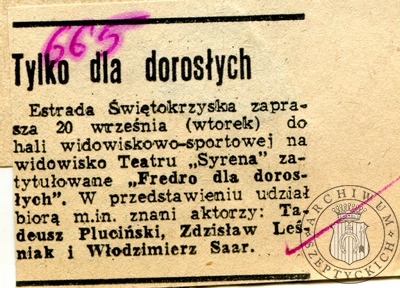 665
Tylko dla dorosłych
Estrada Świętokrzyska zapra-
sza 20 września (wtorek) do
hali widowiskowo-sportowej na
widowisko Teatru „Syrena” za-
tytułowane „Fredro dla doros-
łych”. W przedstawieniu udział
biorą m.in. znani aktorzy: Ta-
deusz Pluciński, Zdzisław Leś-
niak i Włodzimierz Saar.
ARCHIWUM
SZEPTYCKICH